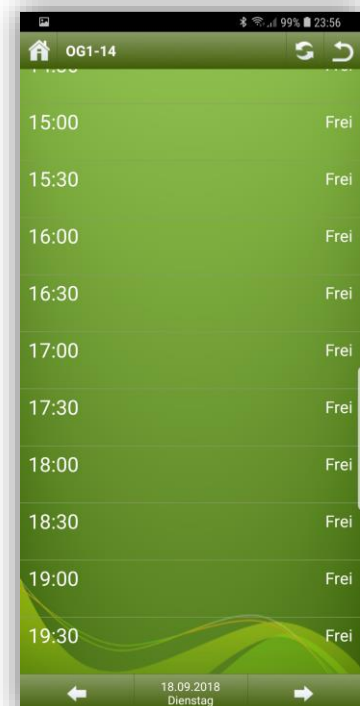 99% 23:56
OG1-14
15:00 Frei
15:30 Frei
16:00 Frei
16:30 Frei
17:00 Frei
17:30 Frei
18:00 Frei
18:30 Frei
19:00 Frei
19:30 Frei
18.09.2018
Dienstag